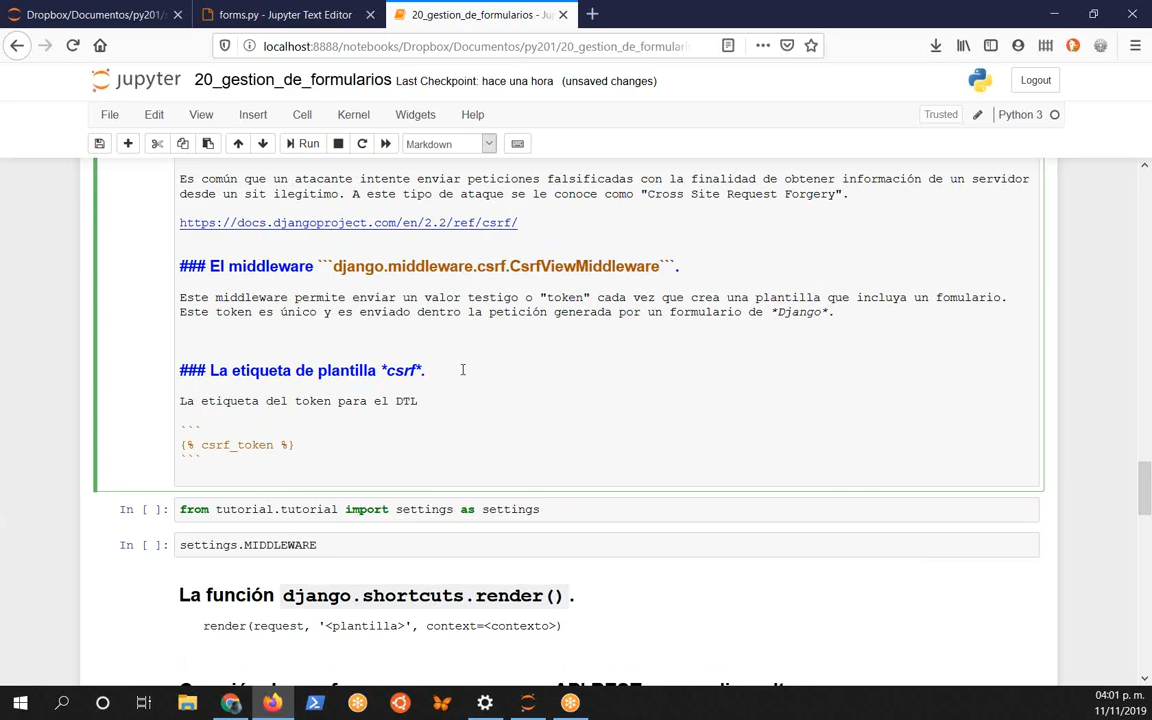 Dropbox/Documentos/py201/
forms.py - Jupyter Text Editor
20_gestion_de_formularios - Ju
localhost:8888/notebooks/Dropbox/Documentos/py201/20_gestion_de_formulari
jupyter 20_gestion_de_formularios Last Checkpoint: hace una hora (unsaved changes)
Logout
File Edit View Insert Cell Kernel Widgets Help
Trusted Python 3
Run Markdown
Es común que un atacante intente enviar peticiones falsificadas con la finalidad de obtener información de un servidor
desde un sit ilegitimo. A este tipo de ataque se le conoce como "Cross Site Request Forgery".
https://docs.djangoproject.com/en/2.2/ref/csrf/
### El middleware ```django.middleware.csrf.CsrfViewMiddleware```.
Este middleware permite enviar un valor testigo o "token" cada vez que crea una plantilla que incluya un fomulario.
Este token es único y es enviado dentro la petición generada por un formulario de *Django*.
### La etiqueta de plantilla *csrf*.
La etiqueta del token para el DTL
```
{% csrf_token %}
```
In [ ]: from tutorial.tutorial import settings as settings
In [ ]: settings.MIDDLEWARE
La función django.shortcuts.render().
render(request, '<plantilla>', context=<contexto>)
04:01 p. m.
11/11/2019